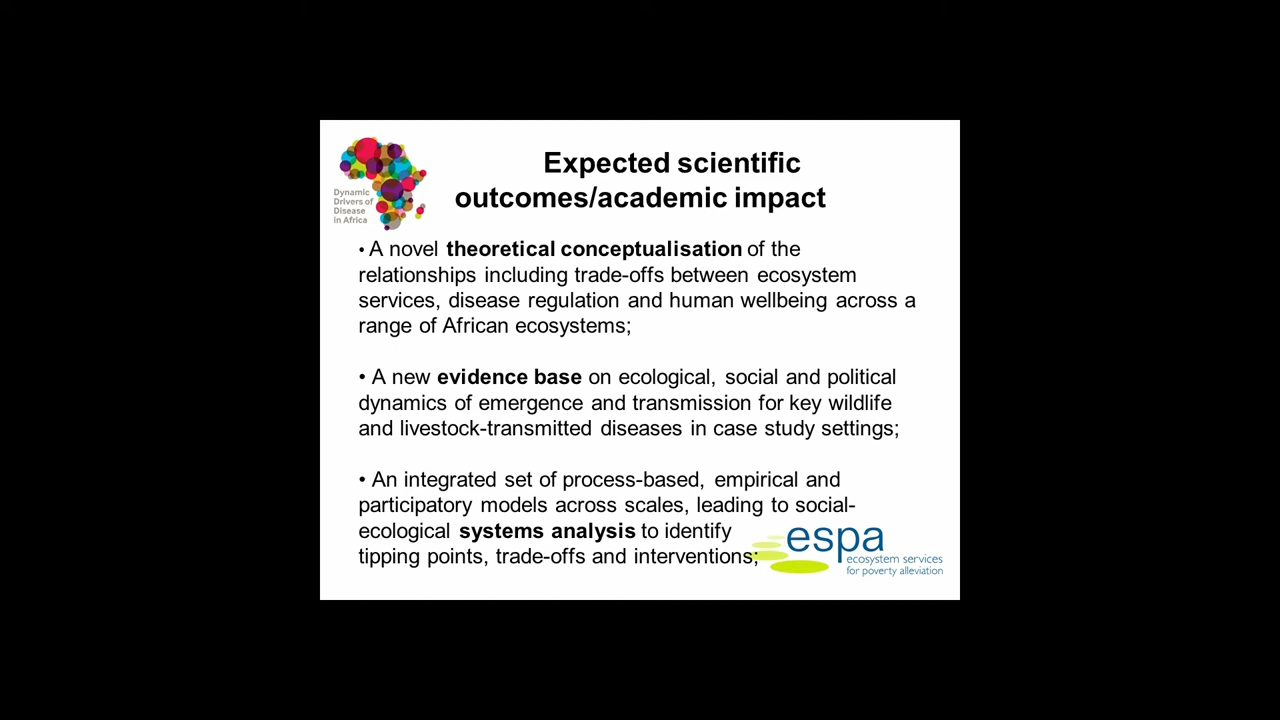 Expected scientific
outcomes/academic impact
Dynamic
Drivers of
Disease
in Africa
• A novel theoretical conceptualisation of the
relationships including trade-offs between ecosystem
services, disease regulation and human wellbeing across a
range of African ecosystems;
• A new evidence base on ecological, social and political
dynamics of emergence and transmission for key wildlife
and livestock-transmitted diseases in case study settings;
• An integrated set of process-based, empirical and
participatory models across scales, leading to social-
ecological systems analysis to identify
tipping points, trade-offs and interventions;
espa
ecosystem services
for poverty alleviation